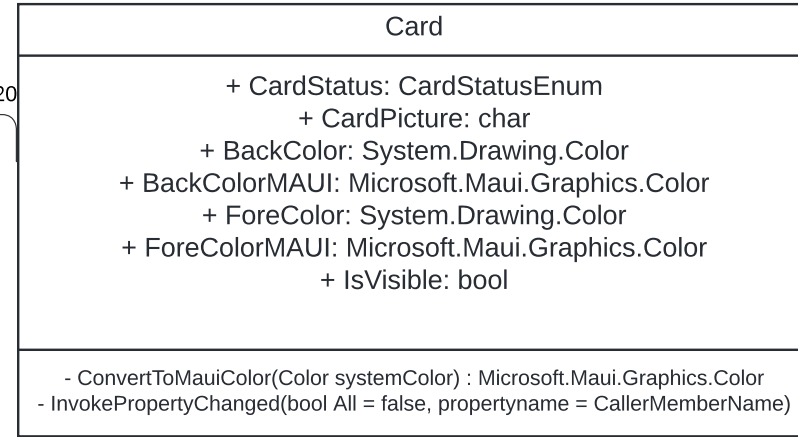 Card
+ CardStatus: CardStatusEnum
20
+ CardPicture: char
+ BackColor: System.Drawing.Color
+ BackColorMAUI: Microsoft.Maui.Graphics.Color
+ ForeColor: System.Drawing.Color
+ ForeColorMAUI: Microsoft.Maui.Graphics.Color
+ IsVisible: bool
- ConvertToMauiColor(Color systemColor) : Microsoft.Maui.Graphics.Color
- InvokePropertyChanged(bool All = false, propertyname = CallerMemberName)